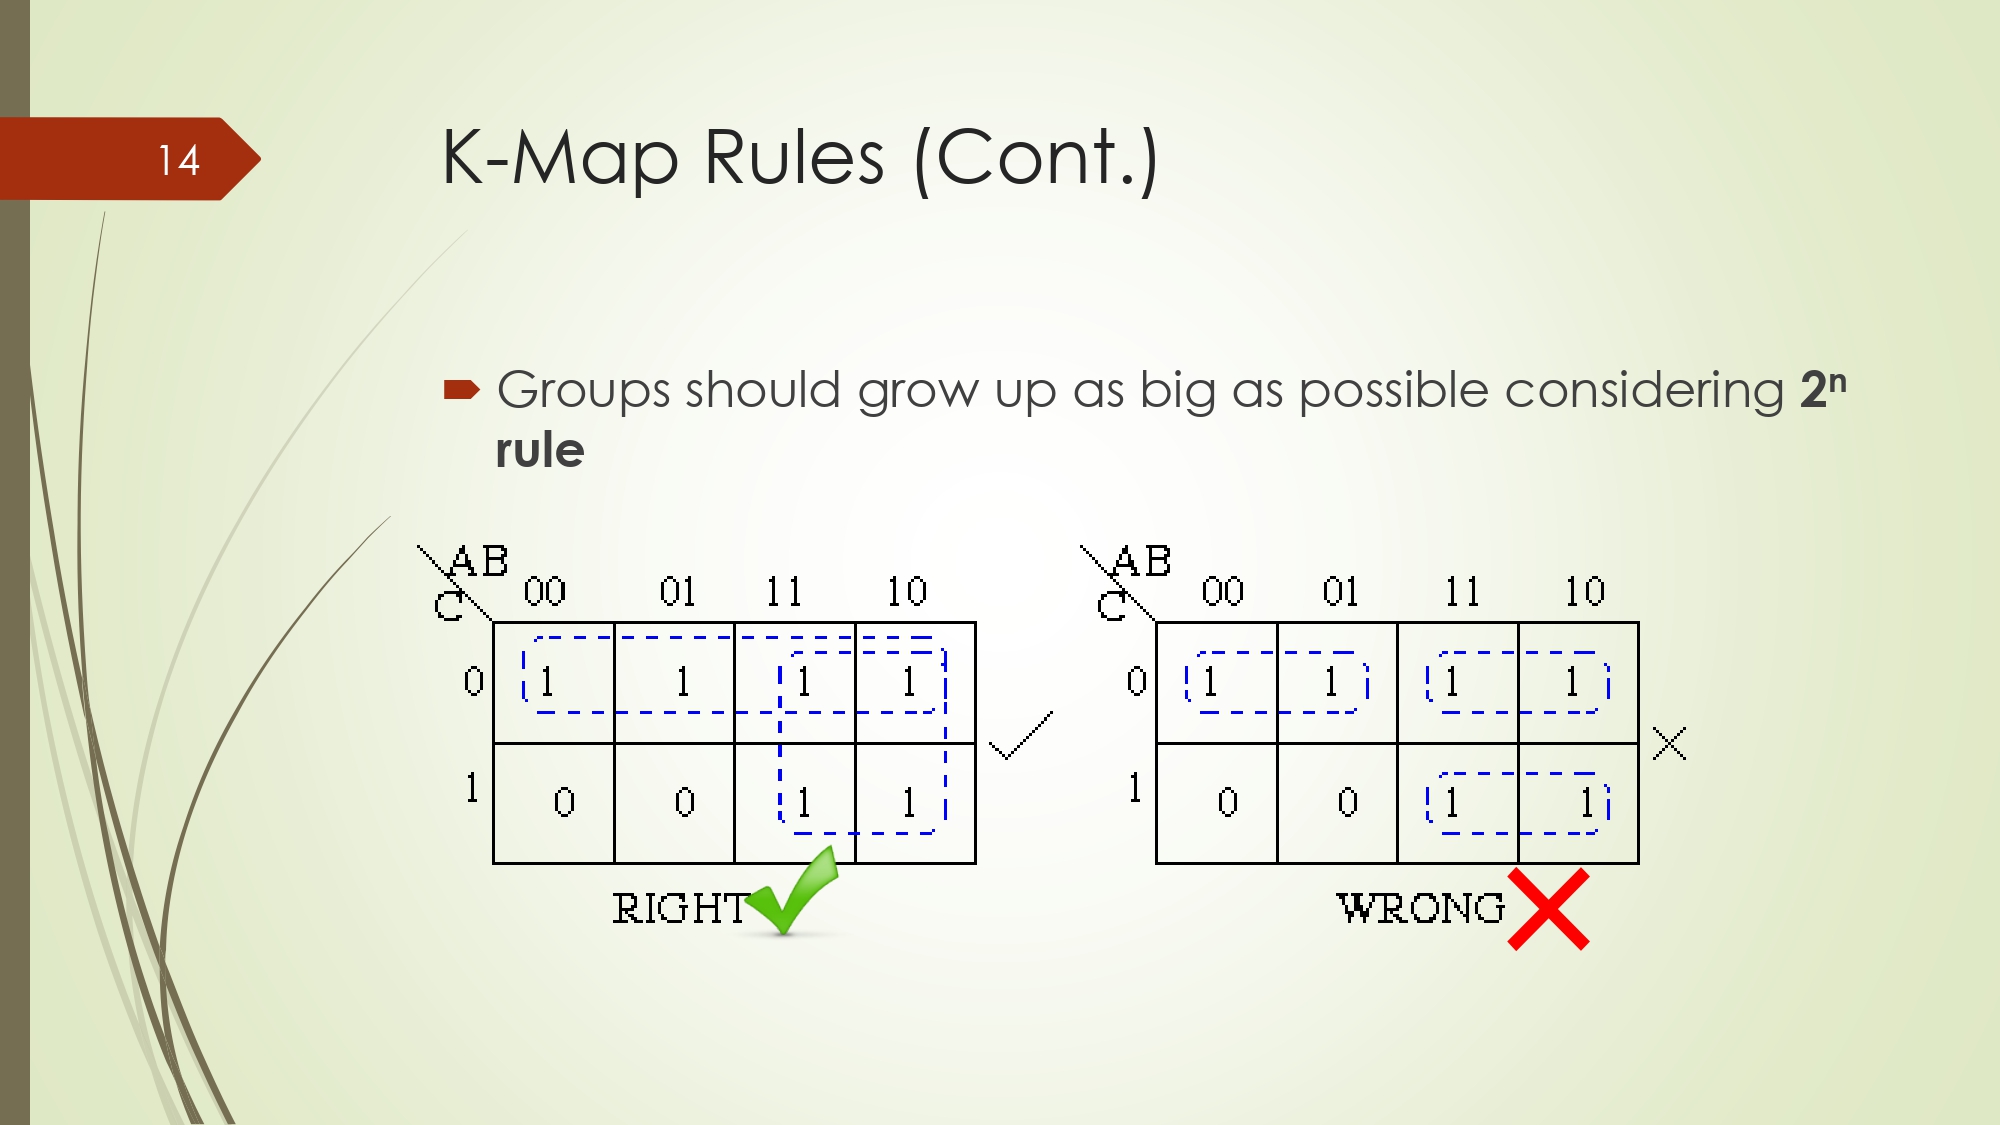 14
K-Map Rules (Cont.)
Groups should grow up as big as possible considering 2ⁿ
rule
AB
C
00 01 11 10
0 1 1 1 1
1 0 0 1 1
RIGHT
AB
C
00 01 11 10
0 1 1 1 1
1 0 0 1 1
WRONG